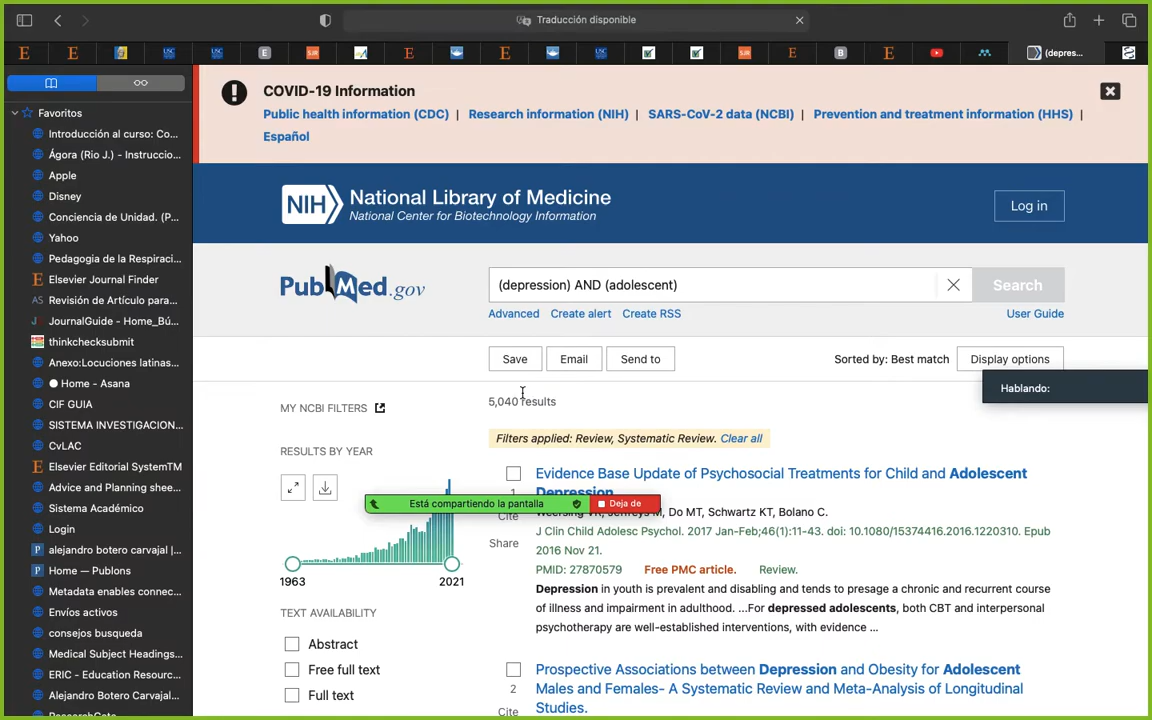 Traducción disponible
(depres...
COVID-19 Information
Public health information (CDC) | Research information (NIH) | SARS-CoV-2 data (NCBI) | Prevention and treatment information (HHS) |
Español
Favoritos
Introducción al curso: Co...
Ágora (Rio J.) - Instruccio...
Apple
Disney
Conciencia de Unidad. (P...
Yahoo
Pedagogia de la Respiraci...
Elsevier Journal Finder
AS Revisión de Artículo para...
JournalGuide - Home_Bú...
thinkchecksubmit
Anexo:Locuciones latinas...
Home - Asana
CIF GUIA
SISTEMA INVESTIGACION...
CvLAC
Elsevier Editorial SystemTM
Advice and Planning shee...
Sistema Académico
Login
alejandro botero carvajal |...
Home — Publons
Metadata enables connec...
Envíos activos
consejos busqueda
Medical Subject Headings...
ERIC - Education Resourc...
Alejandro Botero Carvajal...
NIH National Library of Medicine
National Center for Biotechnology Information
Log in
PubMed.gov
(depression) AND (adolescent)
Search
Advanced Create alert Create RSS
User Guide
Save Email Send to
Sorted by: Best match Display options
Hablando:
MY NCBI FILTERS
5,040 results
RESULTS BY YEAR
Filters applied: Review, Systematic Review. Clear all
1963 2021
TEXT AVAILABILITY
Abstract
Free full text
Full text
Evidence Base Update of Psychosocial Treatments for Child and Adolescent
1 Depression.
Está compartiendo la pantalla Deja de
Cite
Do MT, Schwartz KT, Bolano C.
Share
J Clin Child Adolesc Psychol. 2017 Jan-Feb;46(1):11-43. doi: 10.1080/15374416.2016.1220310. Epub
2016 Nov 21.
PMID: 27870579 Free PMC article. Review.
Depression in youth is prevalent and disabling and tends to presage a chronic and recurrent course
of illness and impairment in adulthood. ...For depressed adolescents, both CBT and interpersonal
psychotherapy are well-established interventions, with evidence ...
Prospective Associations between Depression and Obesity for Adolescent
2 Males and Females- A Systematic Review and Meta-Analysis of Longitudinal
Studies.
Cite